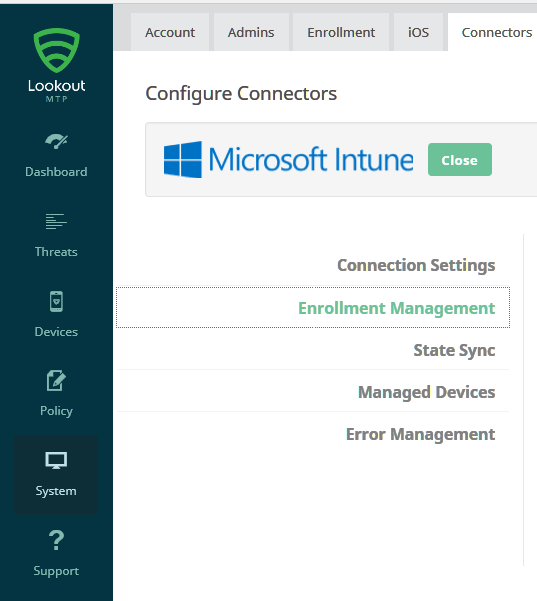 Account
Admins
Enrollment
iOS
Connectors
Lookout
MTP
Dashboard
Threats
Devices
Policy
System
?
Support
Configure Connectors
Microsoft Intune
Close
Connection Settings
Enrollment Management
State Sync
Managed Devices
Error Management